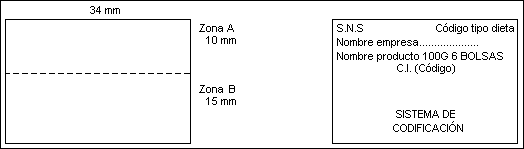 34 mm
Zona A
10 mm
Zona B
15 mm
S.N.S Código tipo dieta
Nombre empresa....................
Nombre producto 100G 6 BOLSAS
C.I. (Código)
SISTEMA DE
CODIFICACIÓN